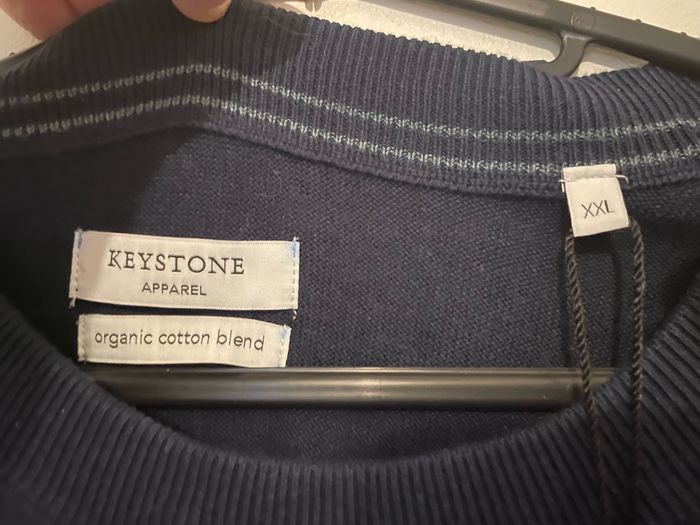 KEYSTONE
APPAREL
organic cotton blend
XXL